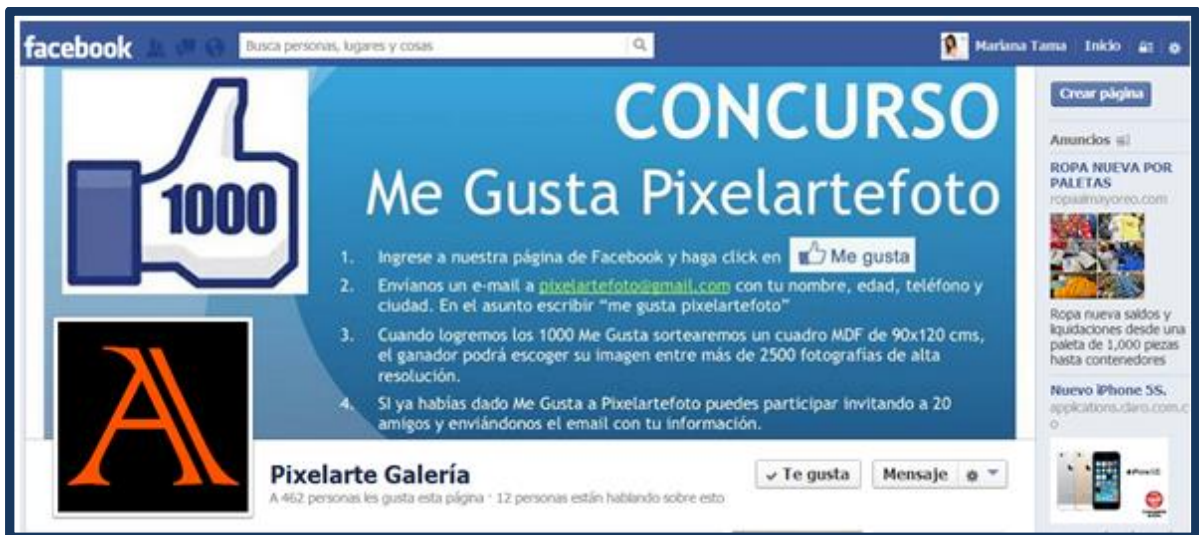 facebook
Busca personas, lugares y cosas
Mariana Tama Inicio
1000
CONCURSO
Me Gusta Pixelartefoto
1. Ingrese a nuestra página de Facebook y haga click en Me gusta
2. Envíanos un e-mail a pixelartefoto@gmail.com con tu nombre, edad, teléfono y
ciudad. En el asunto escribir “me gusta pixelartefoto”
3. Cuando logremos los 1000 Me Gusta sortearemos un cuadro MDF de 90x120 cms,
el ganador podrá escoger su imagen entre más de 2500 fotografías de alta
resolución.
4. SI ya habías dado Me Gusta a Pixelartefoto puedes participar invitando a 20
amigos y enviándonos el email con tu información.
A
Pixelarte Galería
A 462 personas les gusta esta página · 12 personas están hablando sobre esto
Te gusta
Mensaje
Crear página
Anuncios
ROPA NUEVA POR
PALETAS
ropaalmayoreo.com
Ropa nueva saldos y
liquidaciones desde una
paleta de 1,000 piezas
hasta contenedores
Nuevo iPhone 5S.
applications.claro.com.c
o